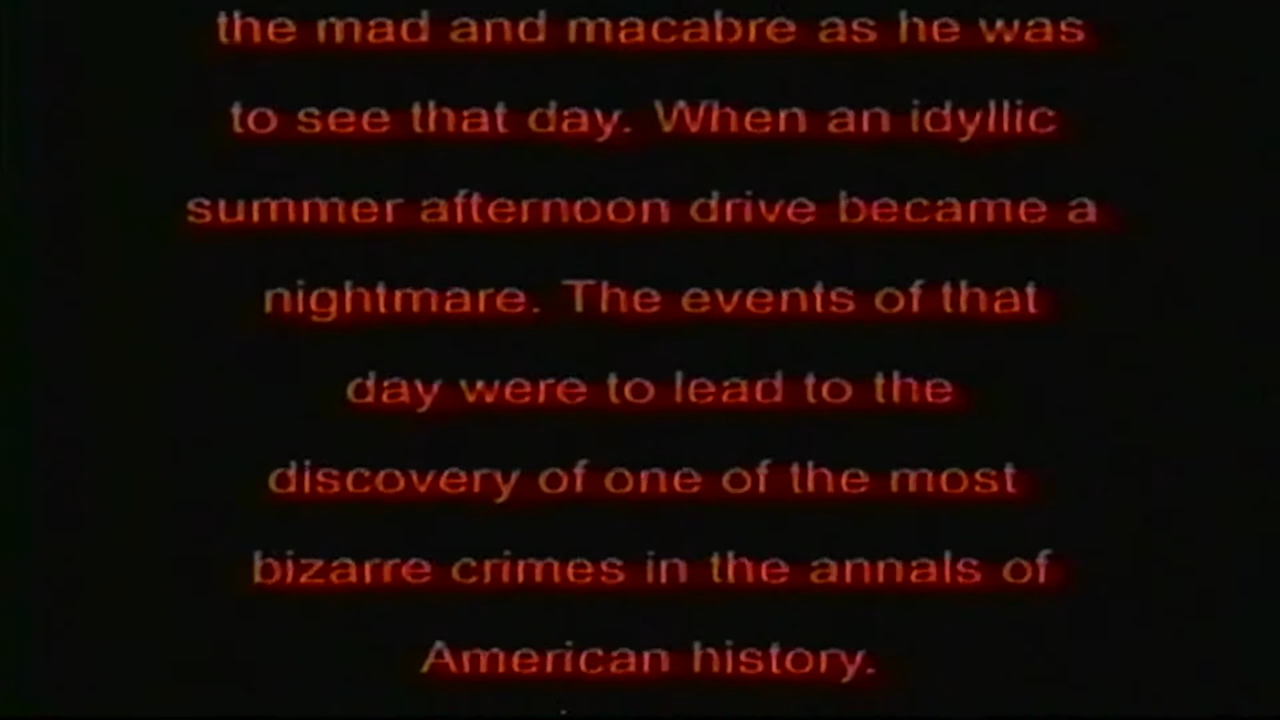 the mad and macabre as he was
to see that day. When an idyllic
summer afternoon drive became a
nightmare. The events of that
day were to lead to the
discovery of one of the most
bizarre crimes in the annals of
American history.